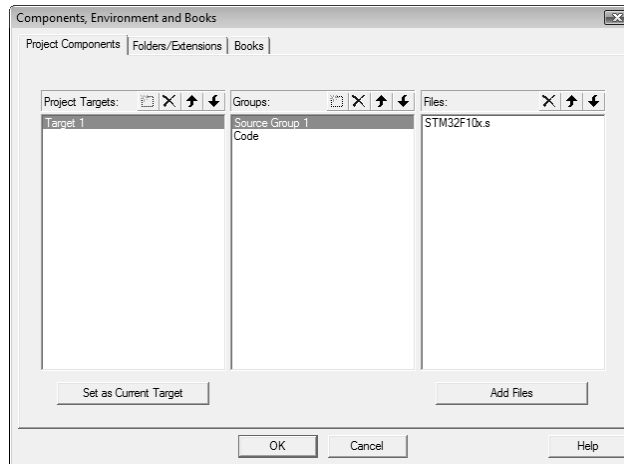 Components, Environment and Books
Project Components Folders/Extensions Books
Project Targets: Groups: Files:
Target 1
Source Group 1
Code
STM32F10x.s
Set as Current Target
Add Files
OK Cancel Help